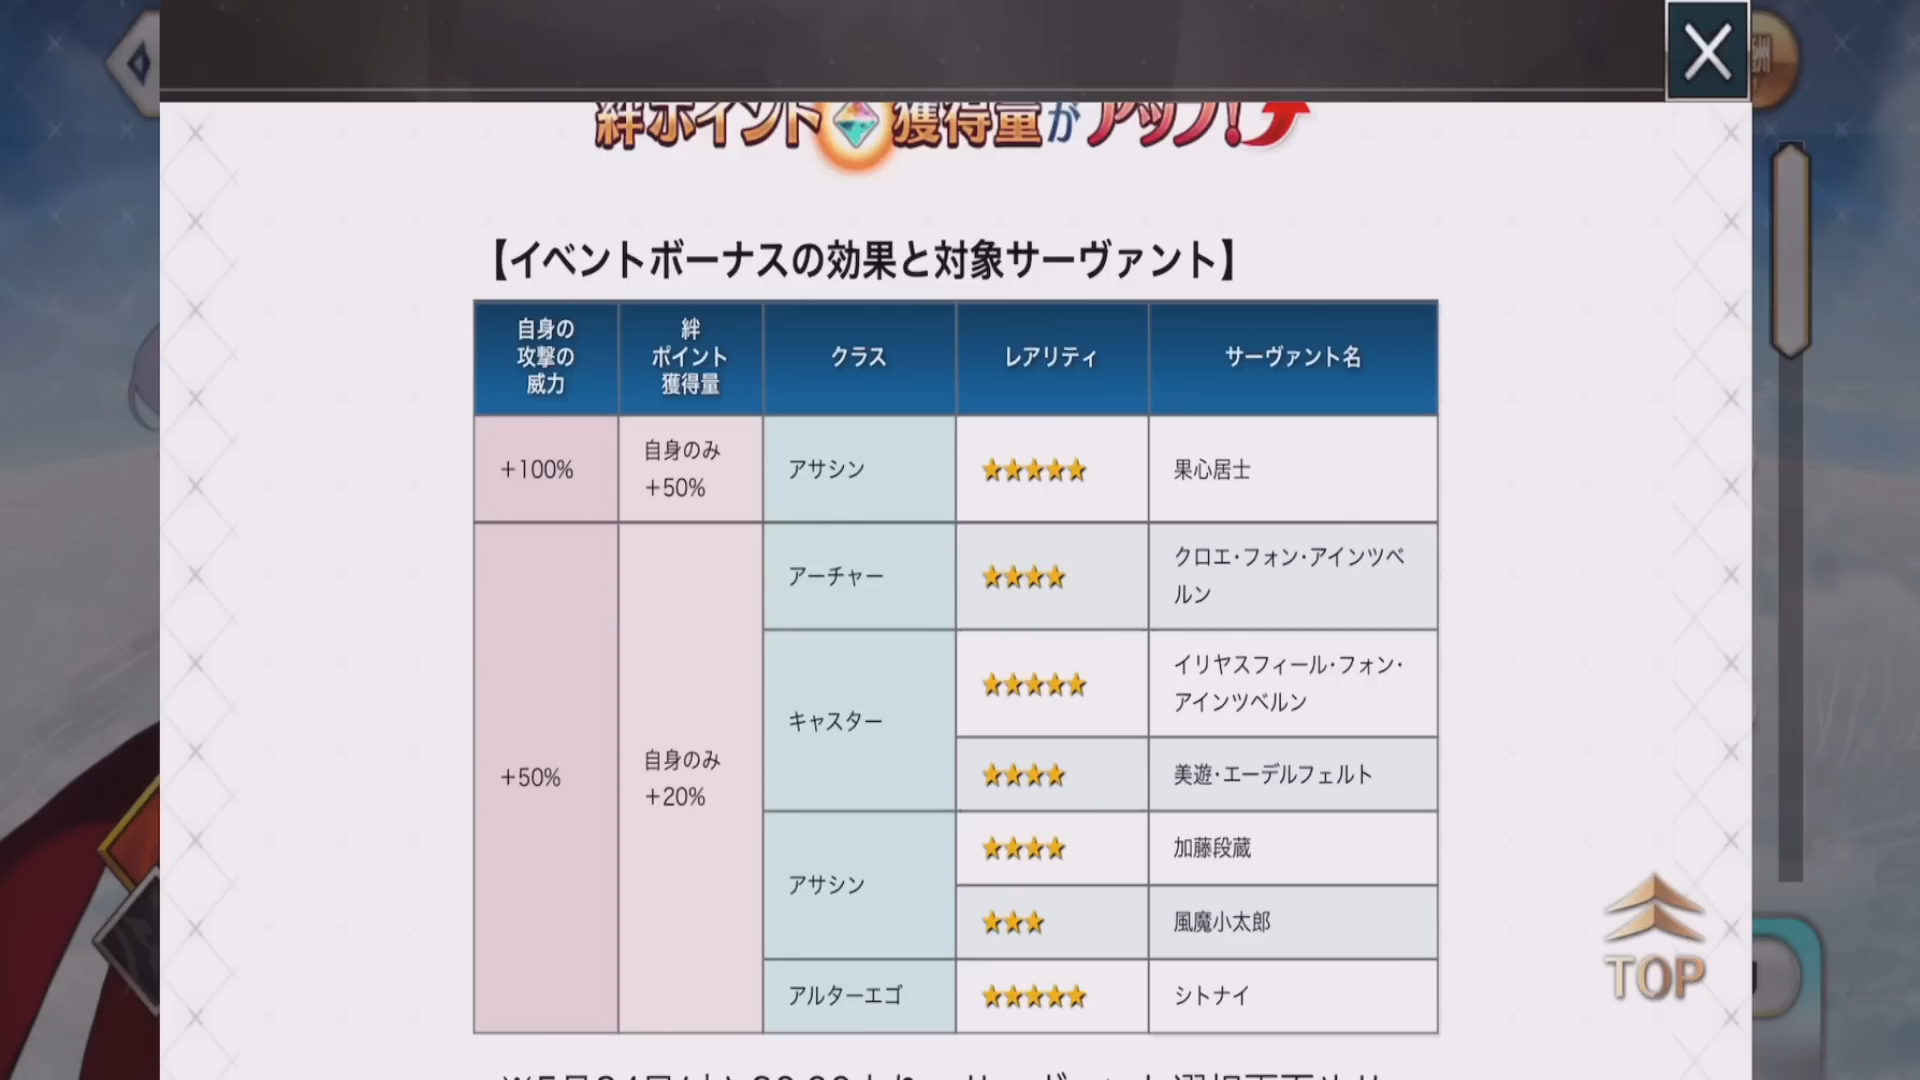 絆ポイント獲得量がアップ!
【イベントボーナスの効果と対象サーヴァント】
自身の
攻撃の
威力
絆
ポイント
獲得量
クラス
レアリティ
サーヴァント名
+100%
自身のみ
+50%
アサシン
★★★★★
果心居士
+50%
自身のみ
+20%
アーチャー
★★★★
クロエ・フォン・アインツベ
ルン
キャスター
★★★★★
イリヤスフィール・フォン・
アインツベルン
★★★★
美遊・エーデルフェルト
アサシン
★★★★
加藤段蔵
★★★
風魔小太郎
アルターエゴ
★★★★★
シトナイ
TOP